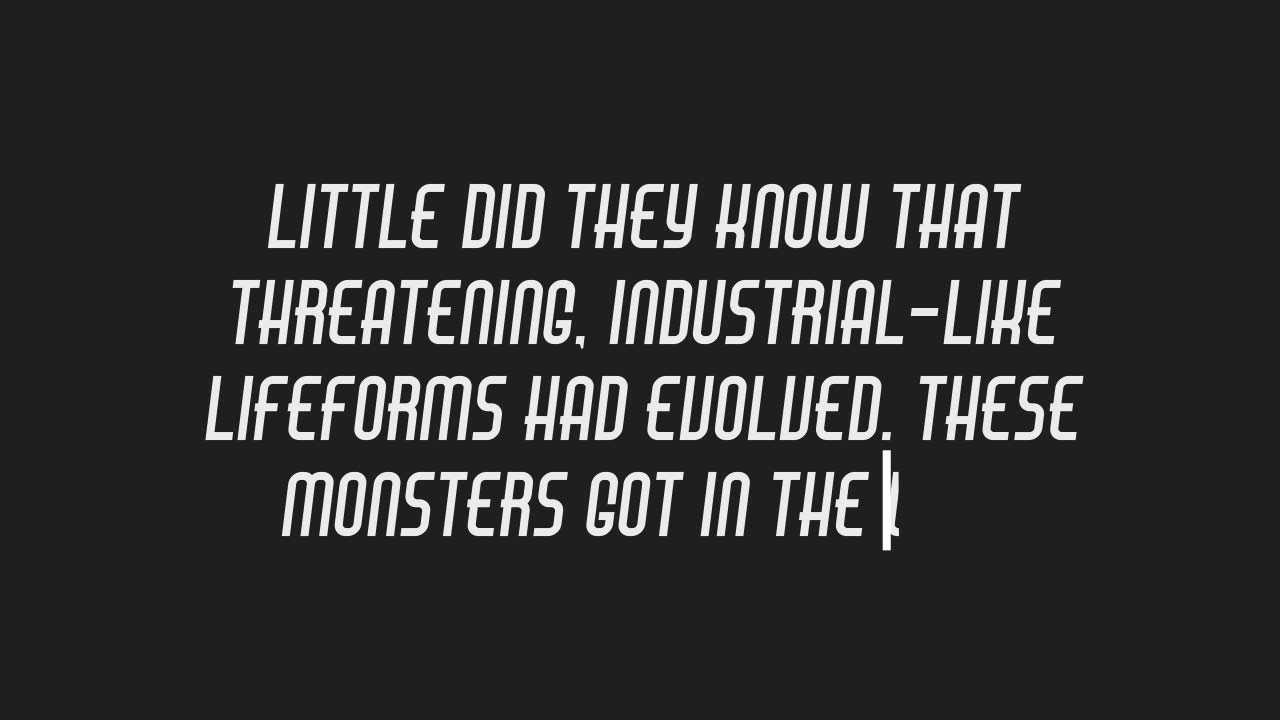 LITTLE DID THEY KNOW THAT
THREATENING, INDUSTRIAL-LIKE
LIFEFORMS HAD EVOLVED. THESE
MONSTERS GOT IN THE